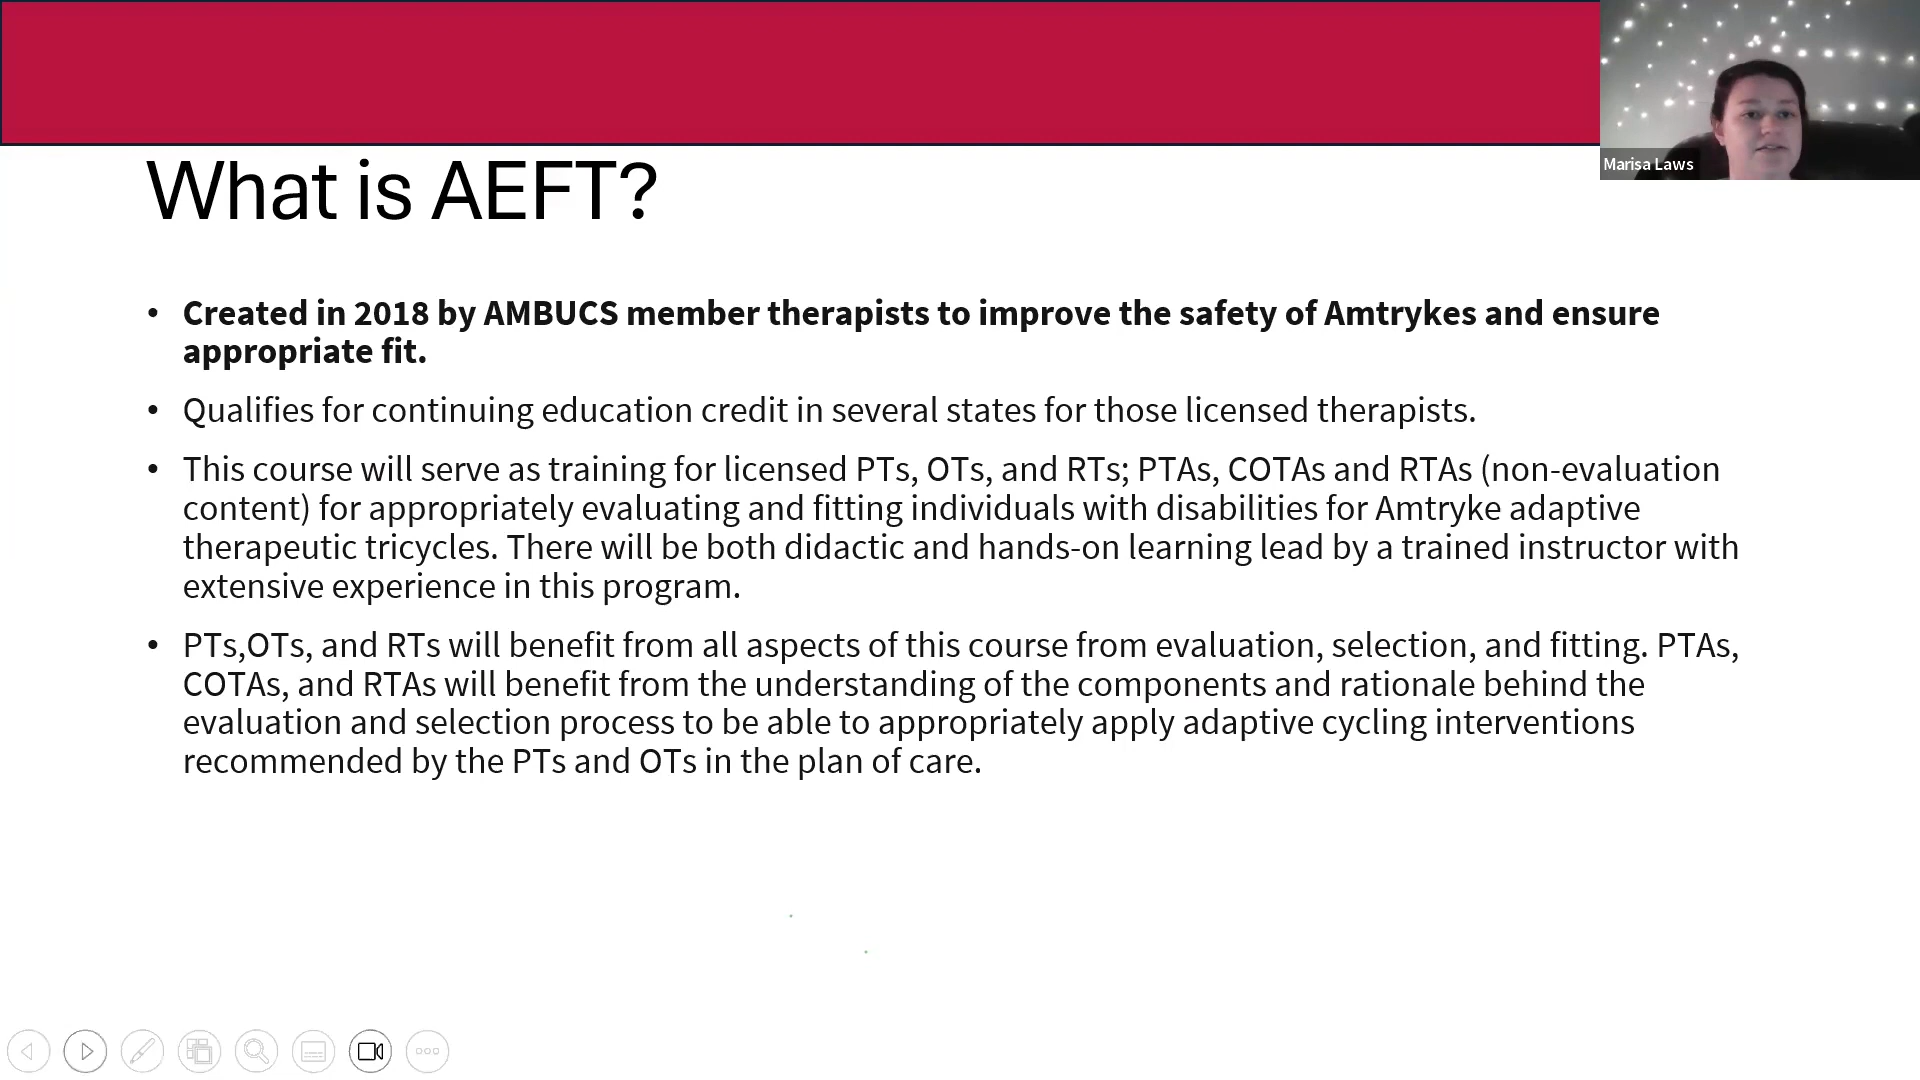 Marisa Laws
What is AEFT?
• Created in 2018 by AMBUCS member therapists to improve the safety of Amtrykes and ensure
appropriate fit.
• Qualifies for continuing education credit in several states for those licensed therapists.
• This course will serve as training for licensed PTs, OTs, and RTs; PTAs, COTAs and RTAs (non-evaluation
content) for appropriately evaluating and fitting individuals with disabilities for Amtryke adaptive
therapeutic tricycles. There will be both didactic and hands-on learning lead by a trained instructor with
extensive experience in this program.
• PTs,OTs, and RTs will benefit from all aspects of this course from evaluation, selection, and fitting. PTAs,
COTAs, and RTAs will benefit from the understanding of the components and rationale behind the
evaluation and selection process to be able to appropriately apply adaptive cycling interventions
recommended by the PTs and OTs in the plan of care.